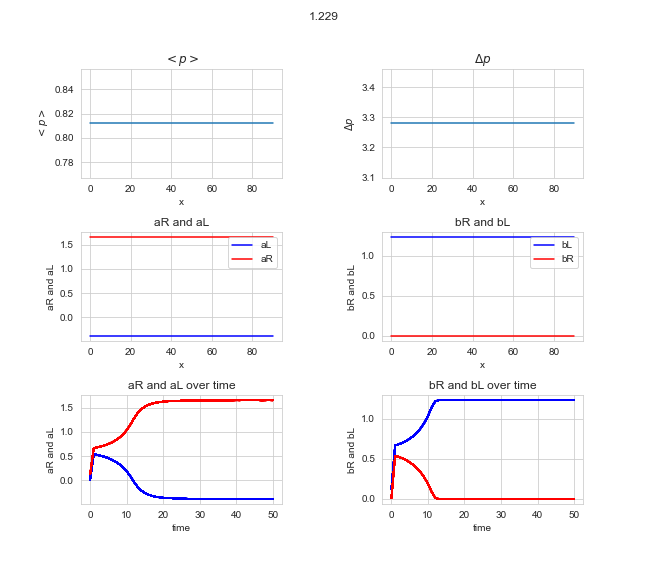 1.229
< p >
Δp
0.84
0.82
0.80
0.78
< p >
0 20 40 60 80
x
3.4
3.3
3.2
3.1
Δp
0 20 40 60 80
x
aR and aL
bR and bL
1.5
1.0
0.5
0.0
aR and aL
aL
aR
0 20 40 60 80
x
1.0
0.5
0.0
bR and bL
bL
bR
0 20 40 60 80
x
aR and aL over time
bR and bL over time
1.5
1.0
0.5
0.0
aR and aL
0 10 20 30 40 50
time
1.0
0.5
0.0
bR and bL
0 10 20 30 40 50
time